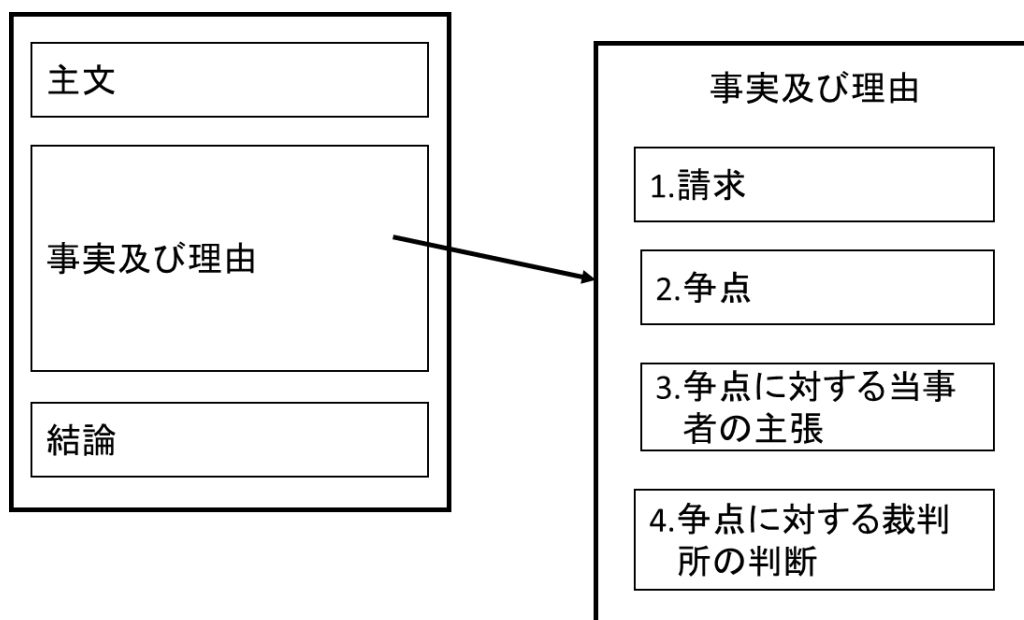 主文
事実及び理由
結論
事実及び理由
1.請求
2.争点
3.争点に対する当事
者の主張
4.争点に対する裁判
所の判断